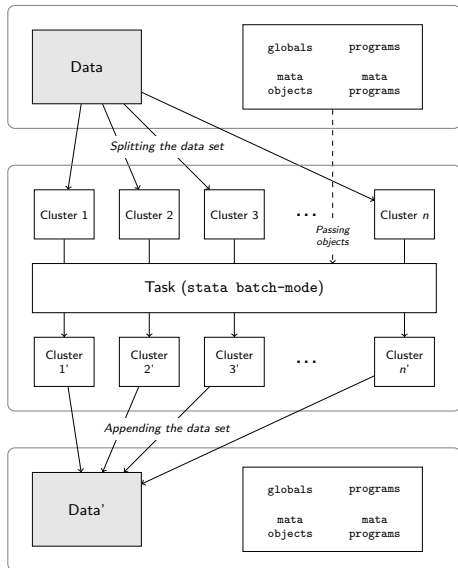 Data
globals programs
mata mata
objects programs
Splitting the data set
Cluster 1 Cluster 2 Cluster 3 ... Cluster n
Passing
objects
Task (stata batch-mode)
Cluster Cluster Cluster ... Cluster
1' 2' 3' n'
Appending the data set
Data'
globals programs
mata mata
objects programs